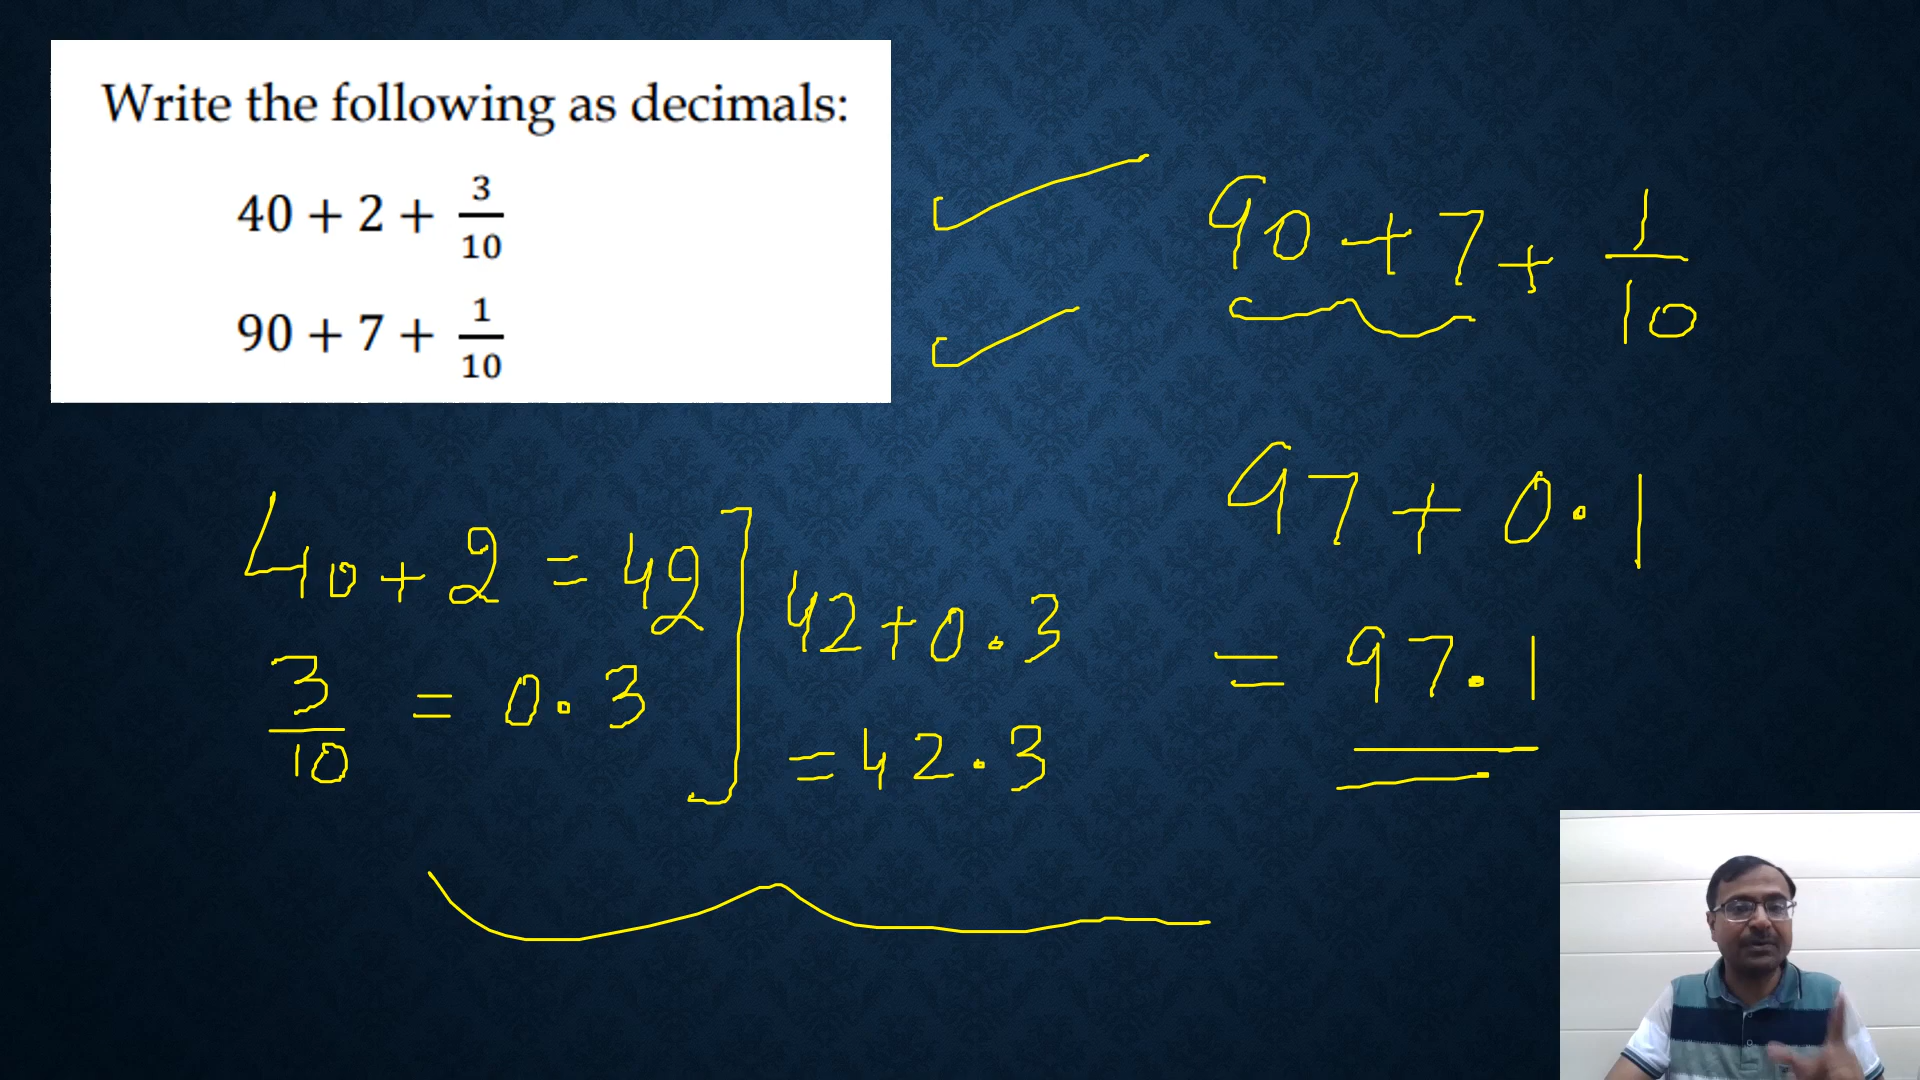 Write the following as decimals:
40 + 2 + 3/10
90 + 7 + 1/10
90 + 7 + 1/10
97 + 0.1
= 97.1
40 + 2 = 42
3/10 = 0.3
42 + 0.3
= 42.3